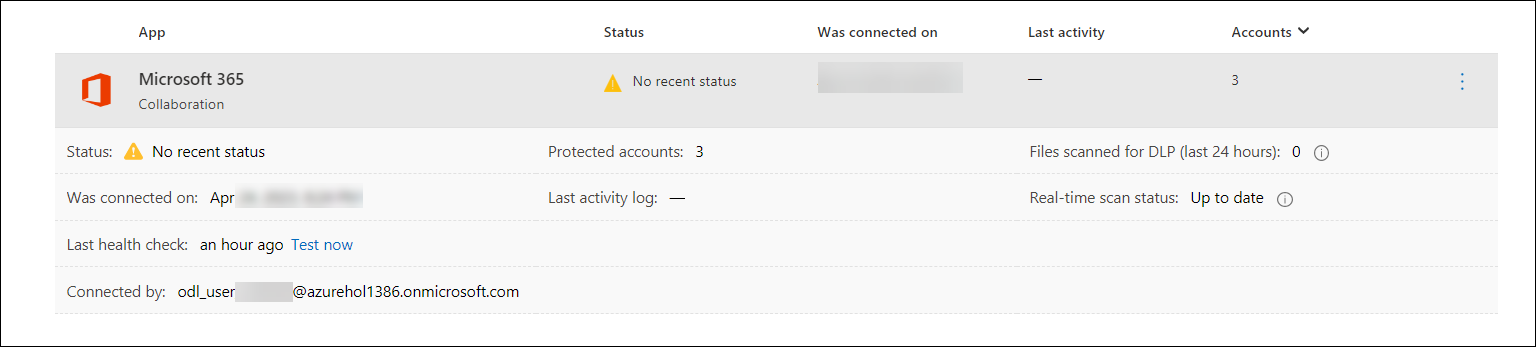 App Status Was connected on Last activity Accounts
Microsoft 365 No recent status — 3
Collaboration
Status: No recent status Protected accounts: 3 Files scanned for DLP (last 24 hours): 0
Was connected on: Apr Last activity log: — Real-time scan status: Up to date
Last health check: an hour ago Test now
Connected by: odl_user @azurehol1386.onmicrosoft.com